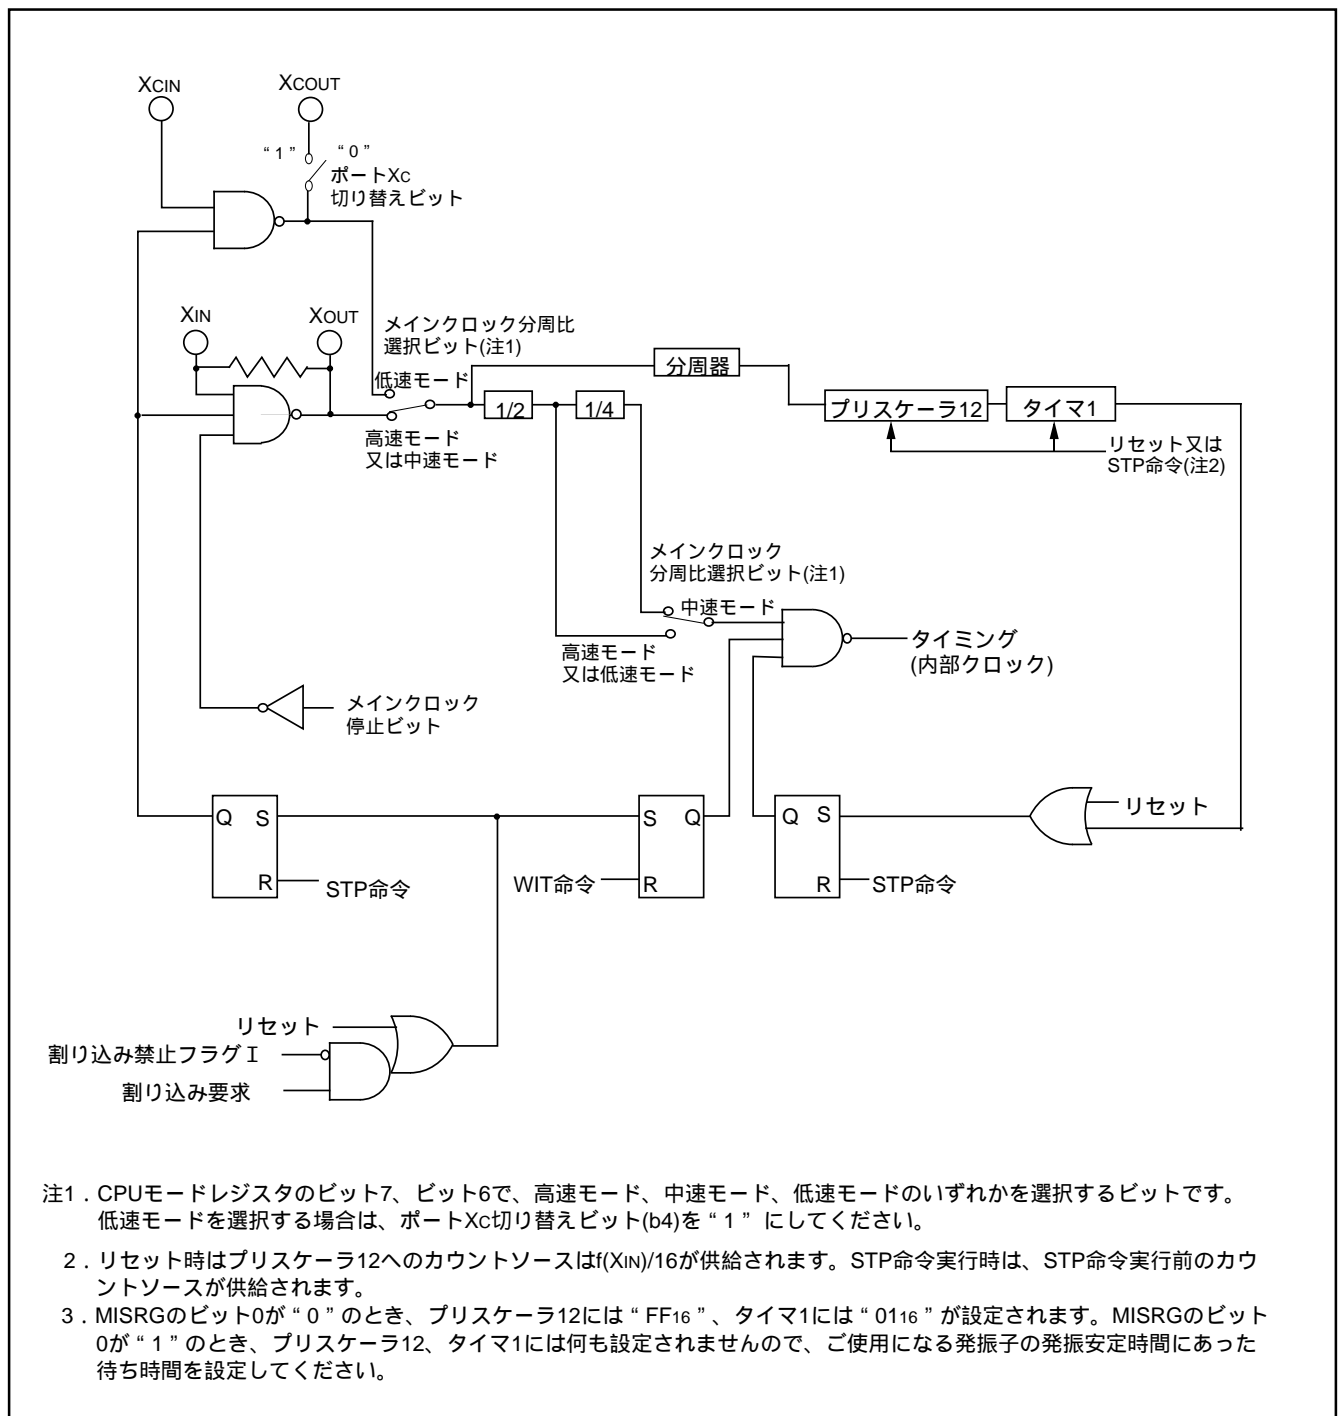 XCIN
XCOUT
“ 1 ” “ 0 ”
ポートXC
切り替えビット
XIN
XOUT
メインクロック分周比
選択ビット(注1)
低速モード
分周器
1/2
1/4
プリスケーラ12
タイマ1
高速モード
又は中速モード
リセット又は
STP命令(注2)
メインクロック
分周比選択ビット(注1)
中速モード
高速モード
又は低速モード
タイミング
(内部クロック)
メインクロック
停止ビット
リセット
Q S
R
STP命令
S Q
R
WIT命令
Q S
R
STP命令
リセット
割り込み禁止フラグI
割り込み要求
注1．CPUモードレジスタのビット7、ビット6で、高速モード、中速モード、低速モードのいずれかを選択するビットです。
低速モードを選択する場合は、ポートXC切り替えビット(b4)を“ 1 ”にしてください。
2．リセット時はプリスケーラ12へのカウントソースはf(XIN)/16が供給されます。STP命令実行時は、STP命令実行前のカウ
ントソースが供給されます。
3．MISRGのビット0が“ 0 ”のとき、プリスケーラ12には“ FF16 ”、タイマ1には“ 0116 ”が設定されます。MISRGのビット
0が“ 1 ”のとき、プリスケーラ12、タイマ1には何も設定されませんので、ご使用になる発振子の発振安定時間にあった
待ち時間を設定してください。